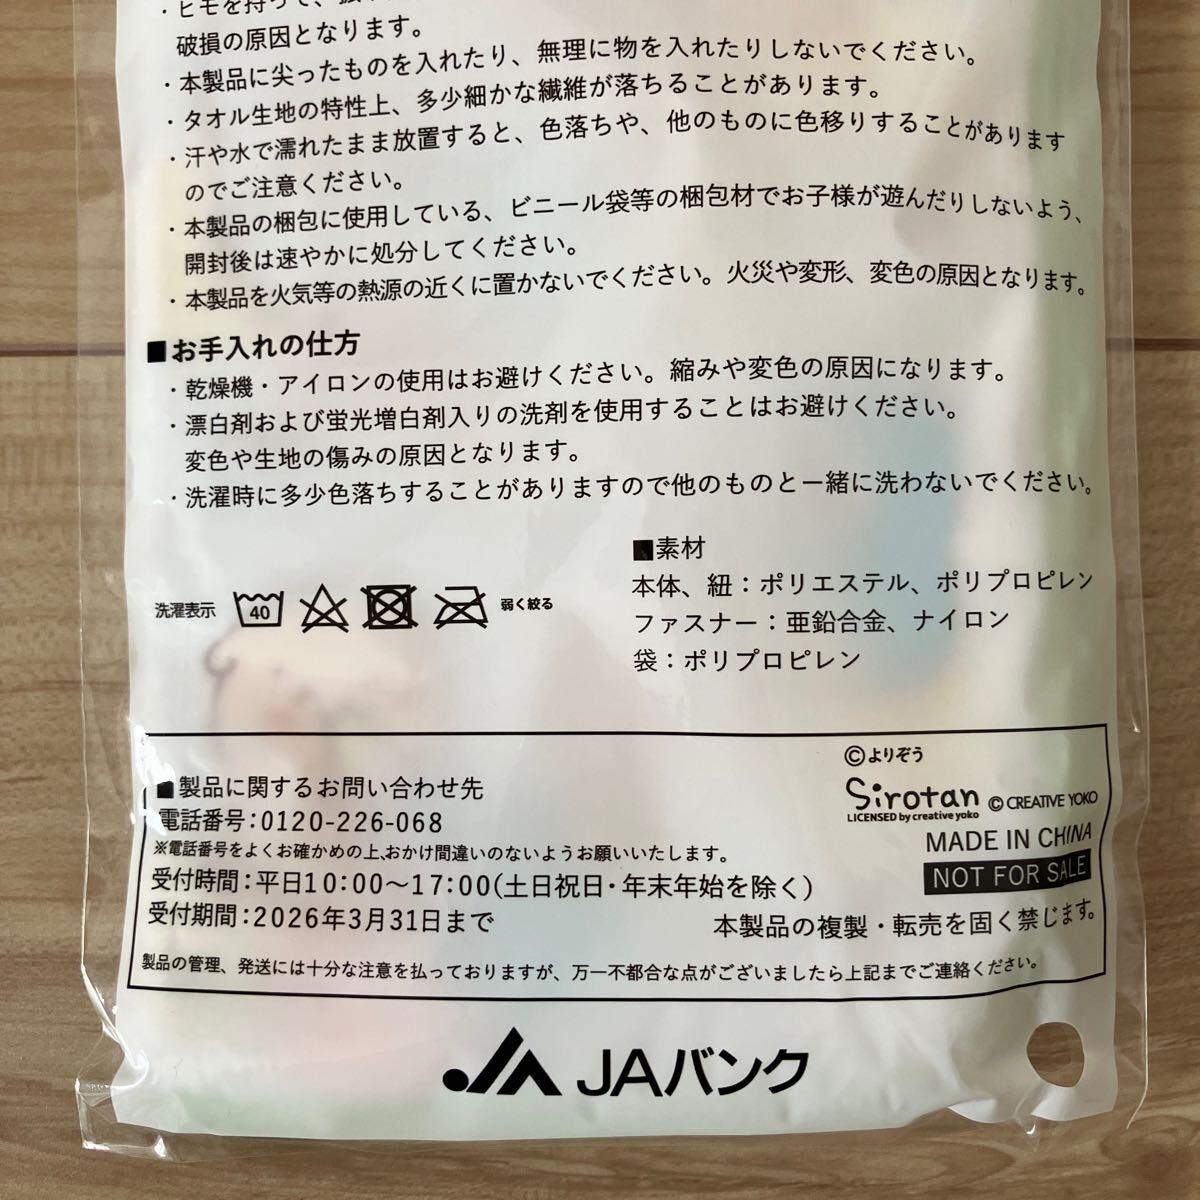 ・ヒモを持って、
破損の原因となります。
・本製品に尖ったものを入れたり、無理に物を入れたりしないでください。
・タオル生地の特性上、多少細かな繊維が落ちることがあります。
・汗や水で濡れたまま放置すると、色落ちや、他のものに色移りすることがあります
のでご注意ください。
・本製品の梱包に使用している、ビニール袋等の梱包材でお子様が遊んだりしないよう、
開封後は速やかに処分してください。
・本製品を火気等の熱源の近くに置かないでください。火災や変形、変色の原因となります。
■お手入れの仕方
・乾燥機・アイロンの使用はお避けください。縮みや変色の原因になります。
・漂白剤および蛍光増白剤入りの洗剤を使用することはお避けください。
変色や生地の傷みの原因となります。
・洗濯時に多少色落ちすることがありますので他のものと一緒に洗わないでください。
洗濯表示 40 弱く絞る
■素材
本体、紐：ポリエステル、ポリプロピレン
ファスナー：亜鉛合金、ナイロン
袋：ポリプロピレン
■製品に関するお問い合わせ先
電話番号：0120-226-068
※電話番号をよくお確かめの上、おかけ間違いのないようお願いいたします。
受付時間：平日10:00～17:00(土日祝日・年末年始を除く)
受付期間：2026年3月31日まで
©よりぞう
Sirotan © CREATIVE YOKO
LICENSED by creative yoko
MADE IN CHINA
NOT FOR SALE
本製品の複製・転売を固く禁じます。
製品の管理、発送には十分な注意を払っておりますが、万一不都合な点がございましたら上記までご連絡ください。
JAバンク